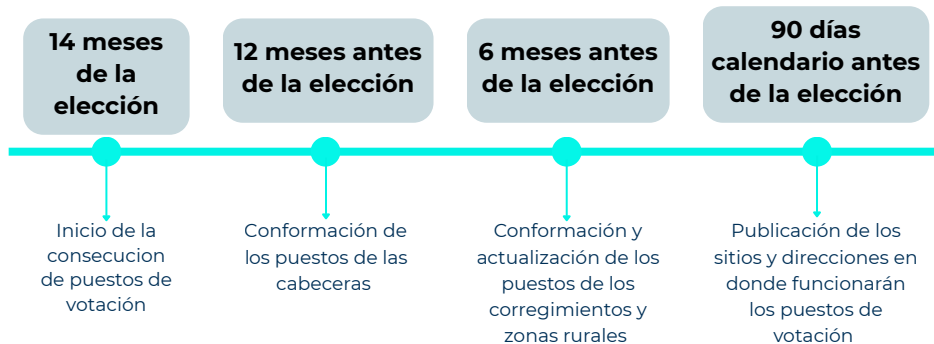 14 meses
de la
elección
12 meses antes
de la elección
6 meses antes
de la elección
90 días
calendario antes
de la elección
Inicio de la
consecucion
de puestos de
votación
Conformación de
los puestos de las
cabeceras
Conformación y
actualización de los
puestos de los
corregimientos y
zonas rurales
Publicación de los
sitios y direcciones en
donde funcionarán
los puestos de
votación